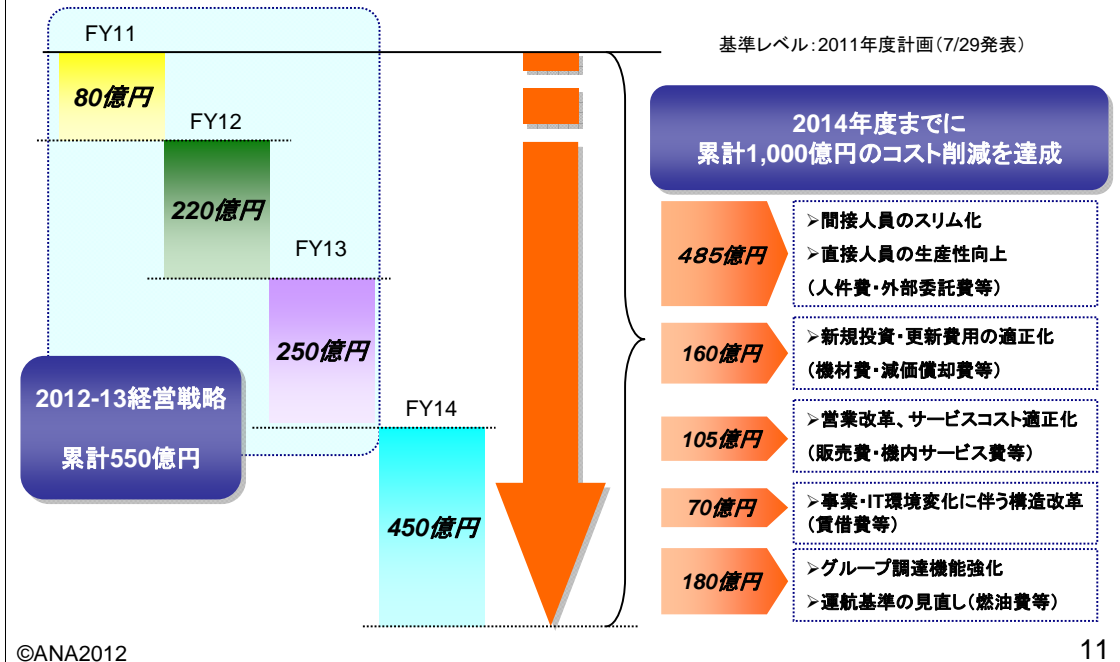 FY11
基準レベル:2011年度計画(7/29発表)
80億円
FY12
220億円
FY13
250億円
2012-13経営戦略
累計550億円
FY14
450億円
2014年度までに
累計1,000億円のコスト削減を達成
485億円
➢間接人員のスリム化
➢直接人員の生産性向上
(人件費・外部委託費等)
160億円
➢新規投資・更新費用の適正化
(機材費・減価償却費等)
105億円
➢営業改革、サービスコスト適正化
(販売費・機内サービス費等)
70億円
➢事業・IT環境変化に伴う構造改革
(賃借費等)
180億円
➢グループ調達機能強化
➢運航基準の見直し(燃油費等)
©ANA2012
11